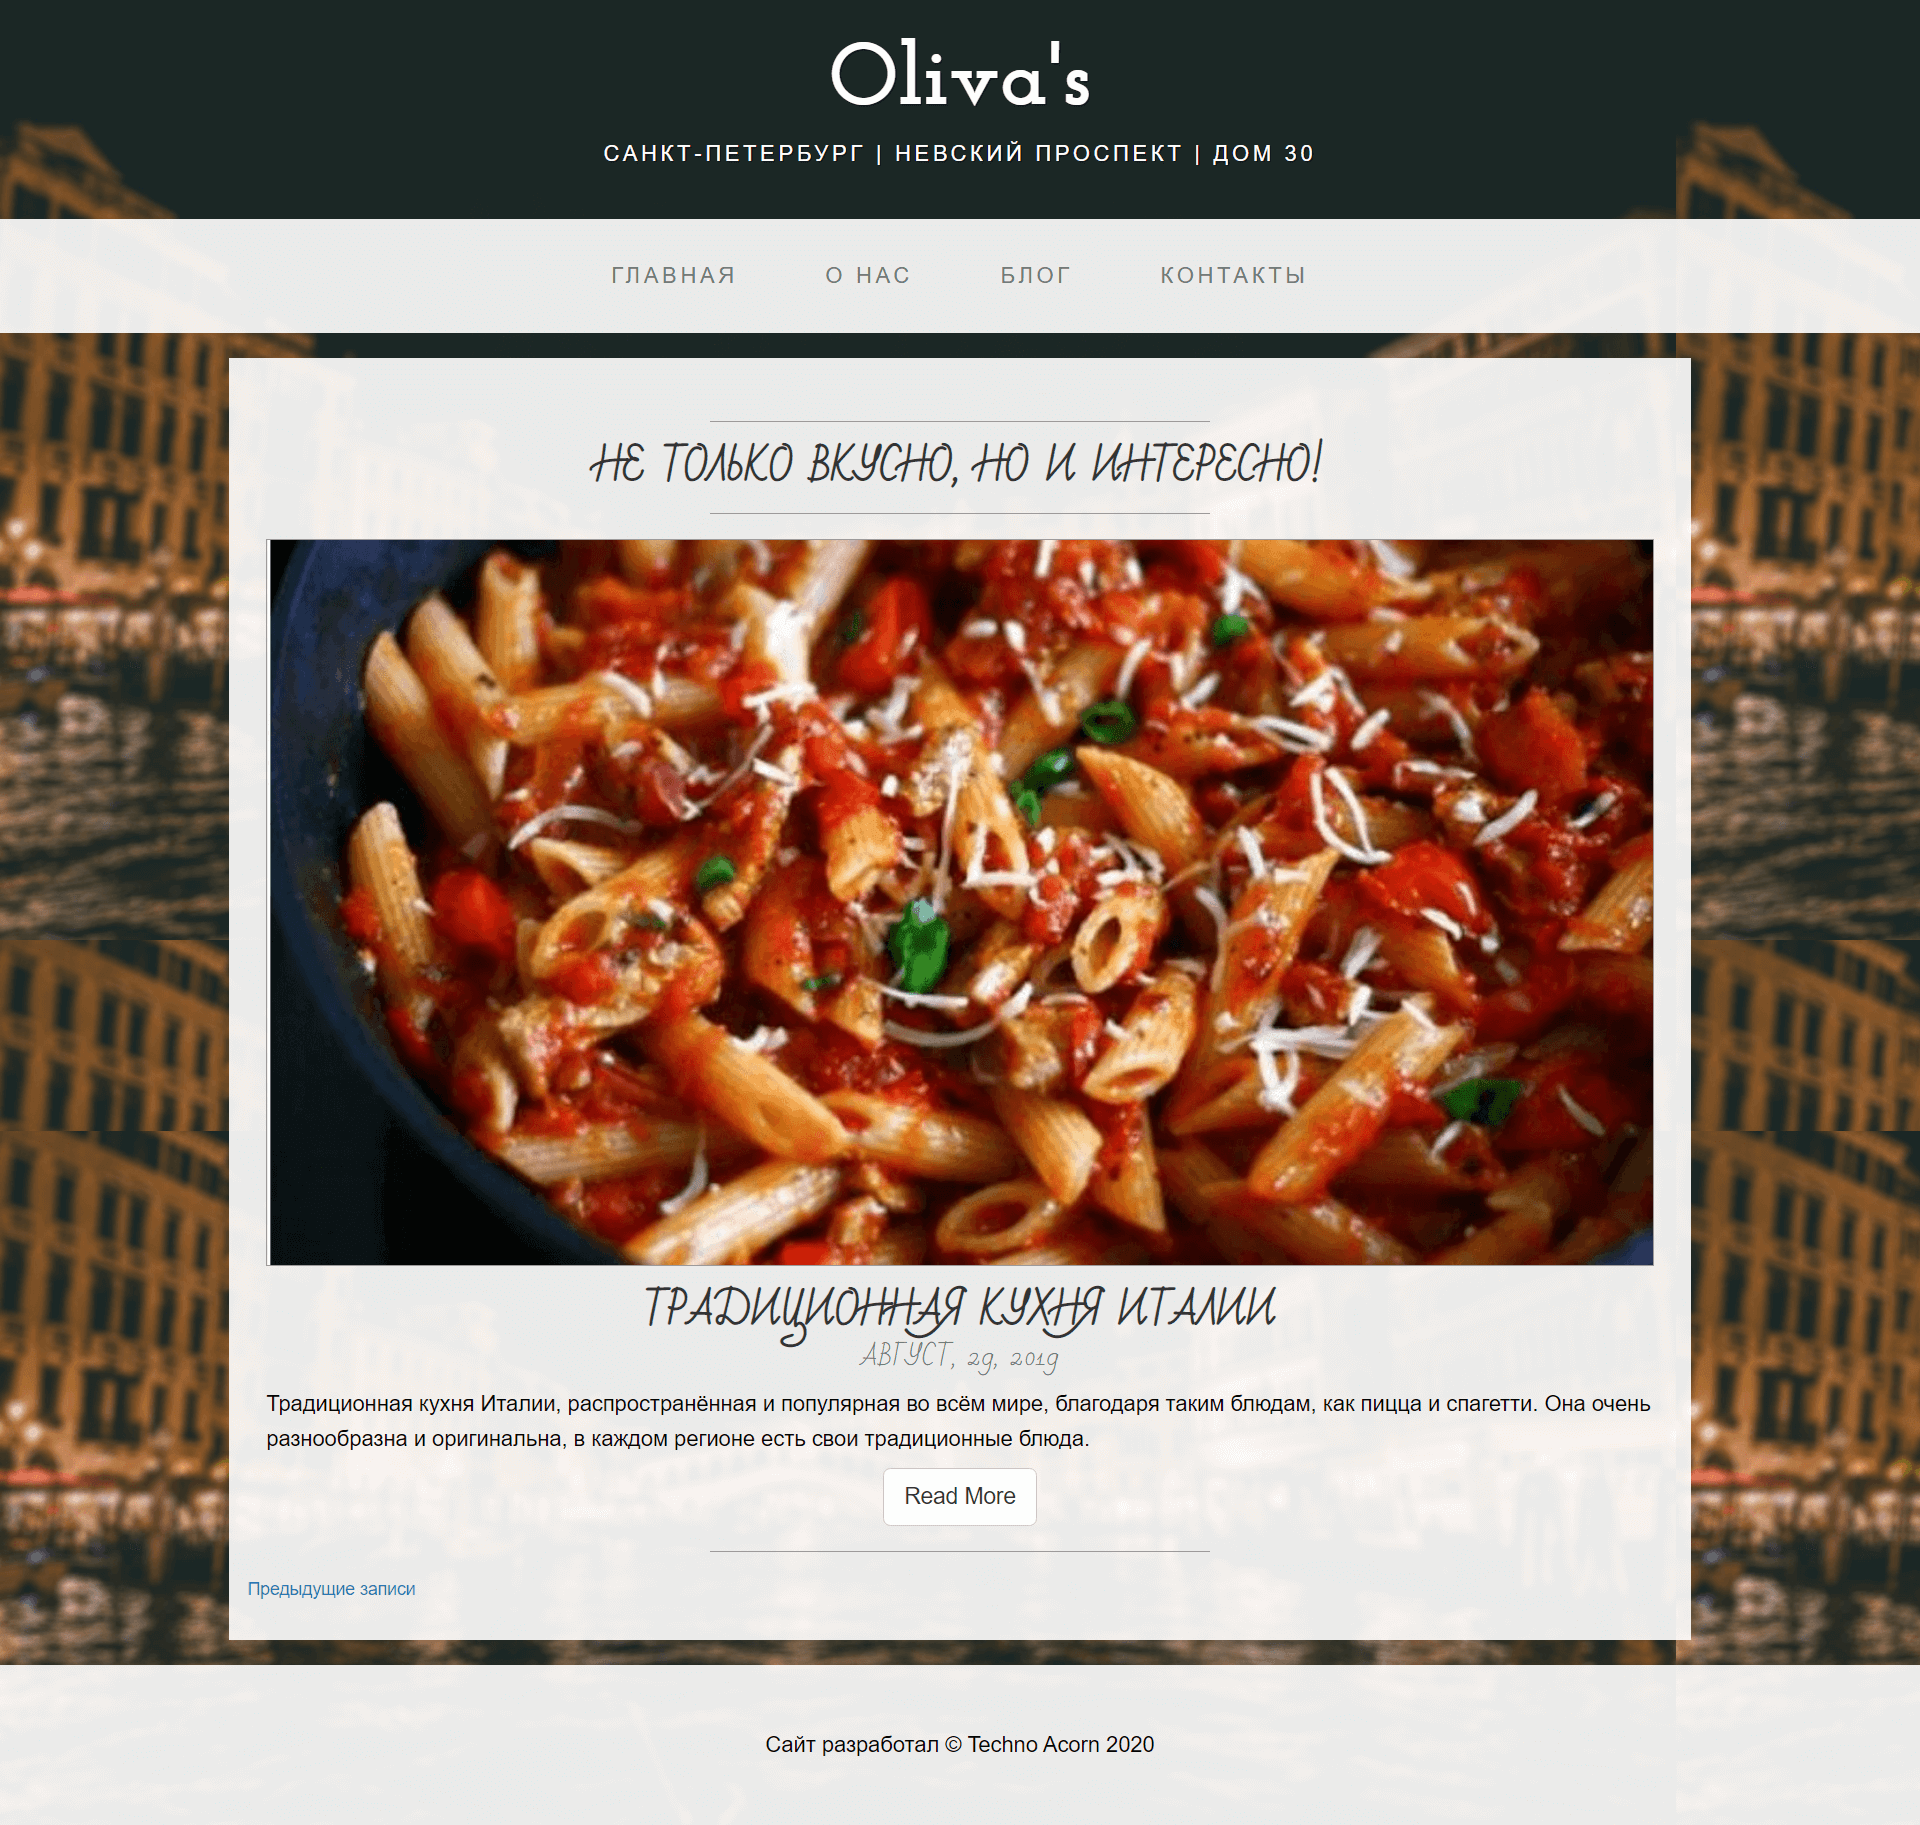 Oliva's
САНКТ-ПЕТЕРБУРГ | НЕВСКИЙ ПРОСПЕКТ | ДОМ 30
ГЛАВНАЯ О НАС БЛОГ КОНТАКТЫ
НЕ ТОЛЬКО ВКУСНО, НО И ИНТЕРЕСНО!
ТРАДИЦИОННАЯ КУХНЯ ИТАЛИИ
АВГУСТ, 29, 2019
Традиционная кухня Италии, распространённая и популярная во всём мире, благодаря таким блюдам, как пицца и спагетти. Она очень
разнообразна и оригинальна, в каждом регионе есть свои традиционные блюда.
Read More
Предыдущие записи
Сайт разработал © Techno Acorn 2020